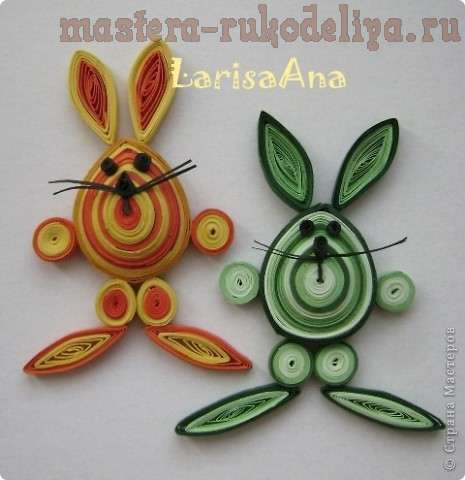 mastera-rukodeliya.ru
LarisaAna
© Страна Мастеров